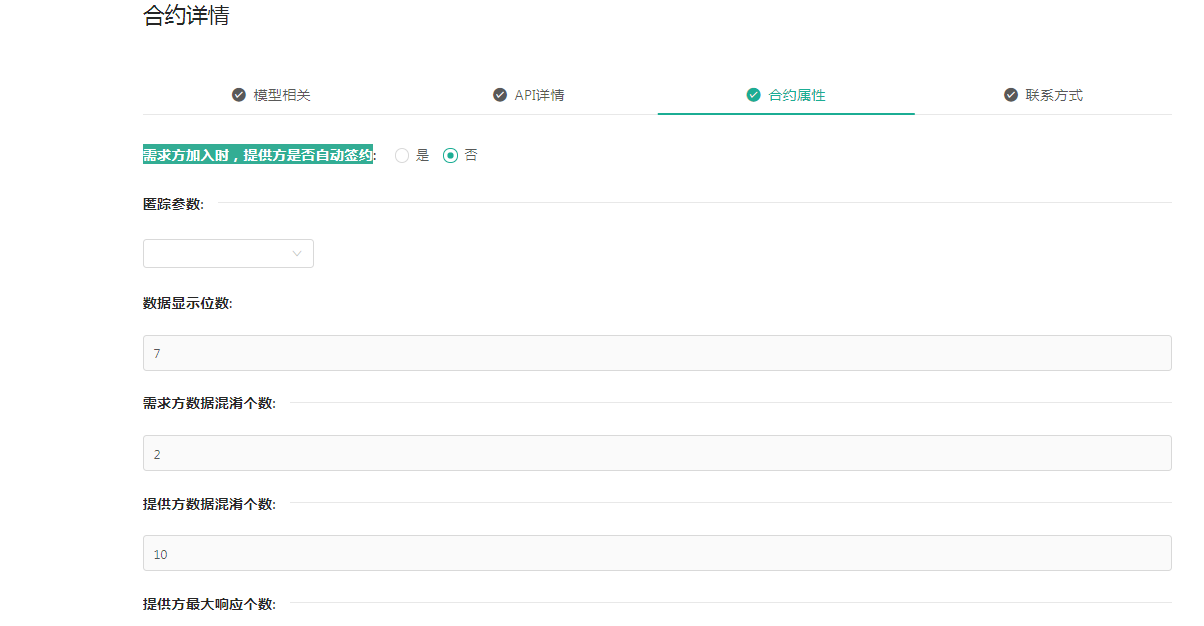 合约详情
模型相关 API详情 合约属性 联系方式
需求方加入时，提供方是否自动签约: 是 否
匿踪参数:
数据显示位数:
7
需求方数据混淆个数:
2
提供方数据混淆个数:
10
提供方最大响应个数: